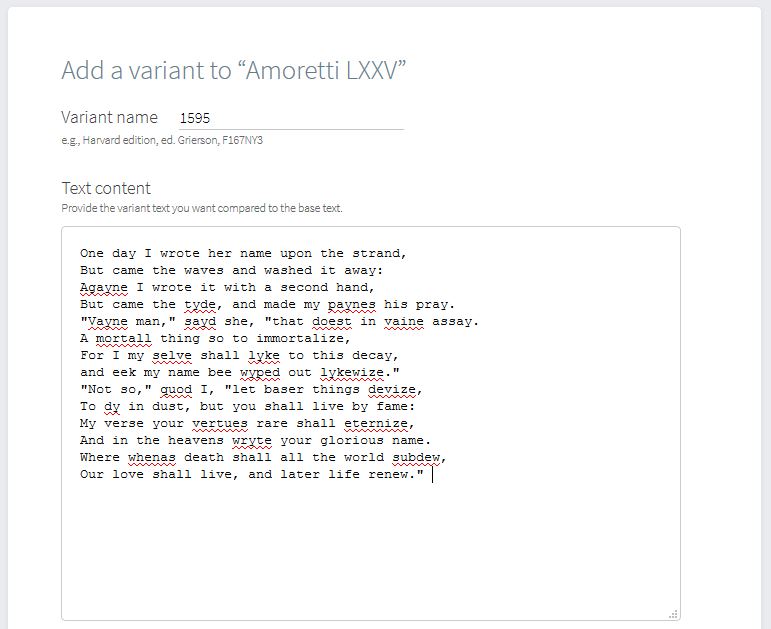 Add a variant to “Amoretti LXXV”
Variant name 1595
e.g., Harvard edition, ed. Grierson, F167NY3
Text content
Provide the variant text you want compared to the base text.
One day I wrote her name upon the strand,
But came the waves and washed it away:
Agayne I wrote it with a second hand,
But came the tyde, and made my paynes his pray.
"Vayne man," sayd she, "that doest in vaine assay.
A mortall thing so to immortalize,
For I my selve shall lyke to this decay,
and eek my name bee wyped out lykewize."
"Not so," quod I, "let baser things devize,
To dy in dust, but you shall live by fame:
My verse your vertues rare shall eternize,
And in the heavens wryte your glorious name.
Where whenas death shall all the world subdew,
Our love shall live, and later life renew."